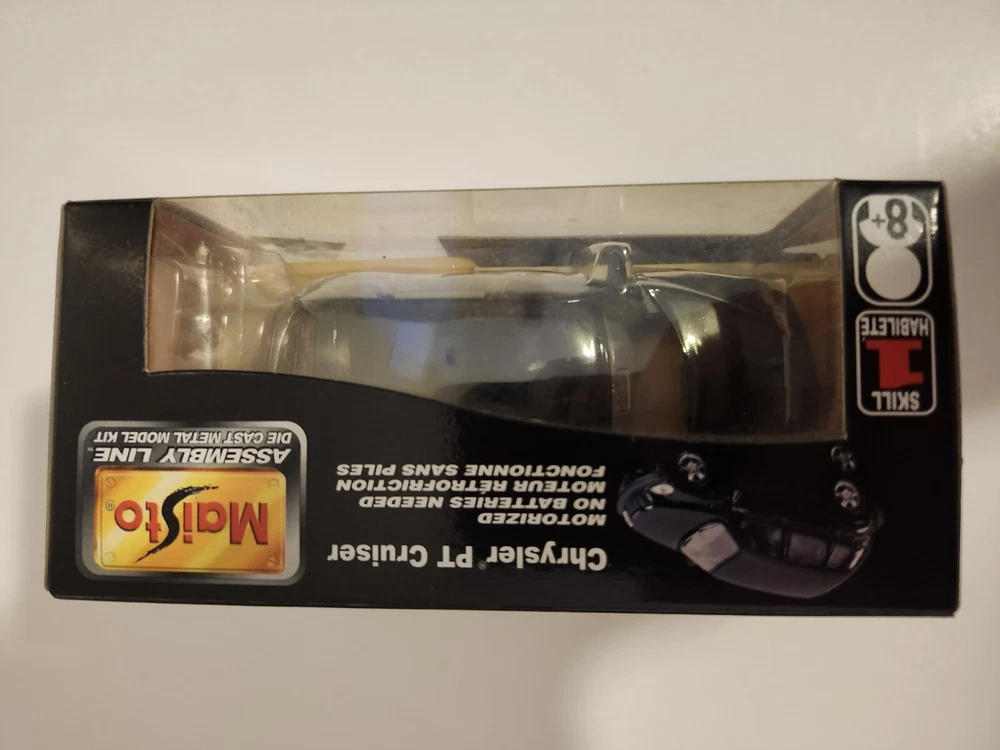 Chrysler® PT Cruiser
MOTORIZED
NO BATTERIES NEEDED
MOTEUR RÉTROFRICTION
FONCTIONNE SANS PILES
Maisto®
ASSEMBLY LINE™
DIE CAST METAL MODEL KIT
SKILL
1
HABILETÉ
8+